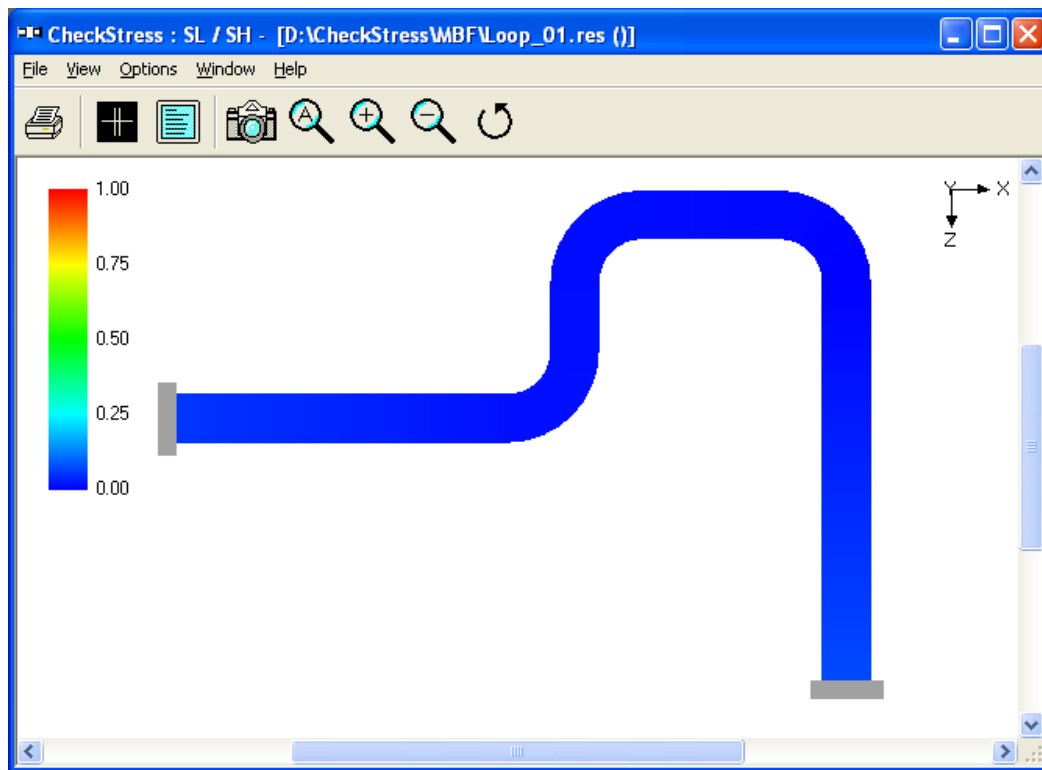 CheckStress : SL / SH - [D:\CheckStress\MBF\Loop_01.res ()]
File View Options Window Help
A
1.00
0.75
0.50
0.25
0.00
Y X
Z